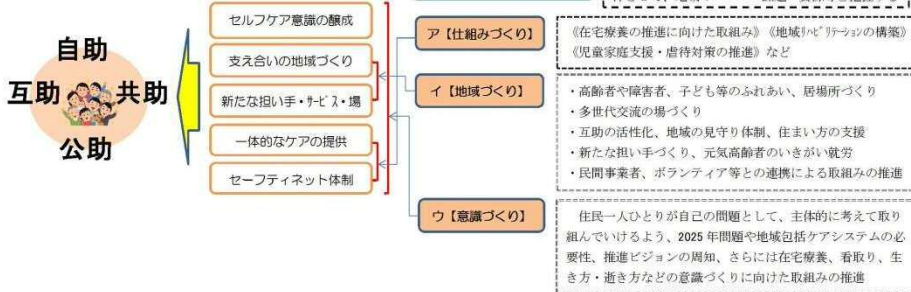 自助
互助
共助
公助
セルフケア意識の醸成
支え合いの地域づくり
新たな担い手・サービス・場
一体的なケアの提供
セーフティネット体制
ア【仕組みづくり】
《在宅療養の推進に向けた取組み》《地域リハビリテーションの構築》
《児童家庭支援・虐待対策の推進》など
イ【地域づくり】
・高齢者や障害者、子ども等のふれあい、居場所づくり
・多世代交流の場づくり
・互助の活性化、地域の見守り体制、住まい方の支援
・新たな担い手づくり、元気高齢者のいきがい就労
・民間事業者、ボランティア等との連携による取組みの推進
ウ【意識づくり】
住民一人ひとりが自己の問題として、主体的に考えて取り
組んでいけるよう、2025年問題や地域包括ケアシステムの必
要性、推進ビジョンの周知、さらには在宅療養、看取り、生
き方・逝き方などの意識づくりに向けた取組みの推進